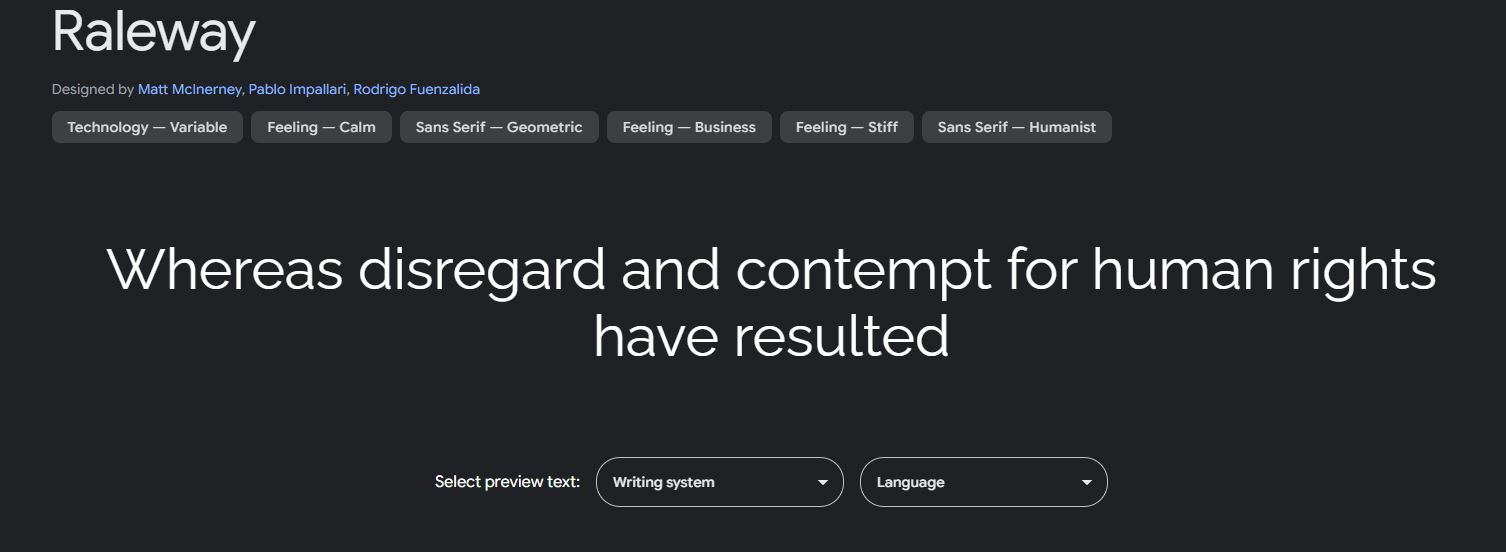 Raleway
Designed by Matt McInerney, Pablo Impallari, Rodrigo Fuenzalida
Technology — Variable Feeling — Calm Sans Serif — Geometric Feeling — Business Feeling — Stiff Sans Serif — Humanist
Whereas disregard and contempt for human rights
have resulted
Select preview text: Writing system Language